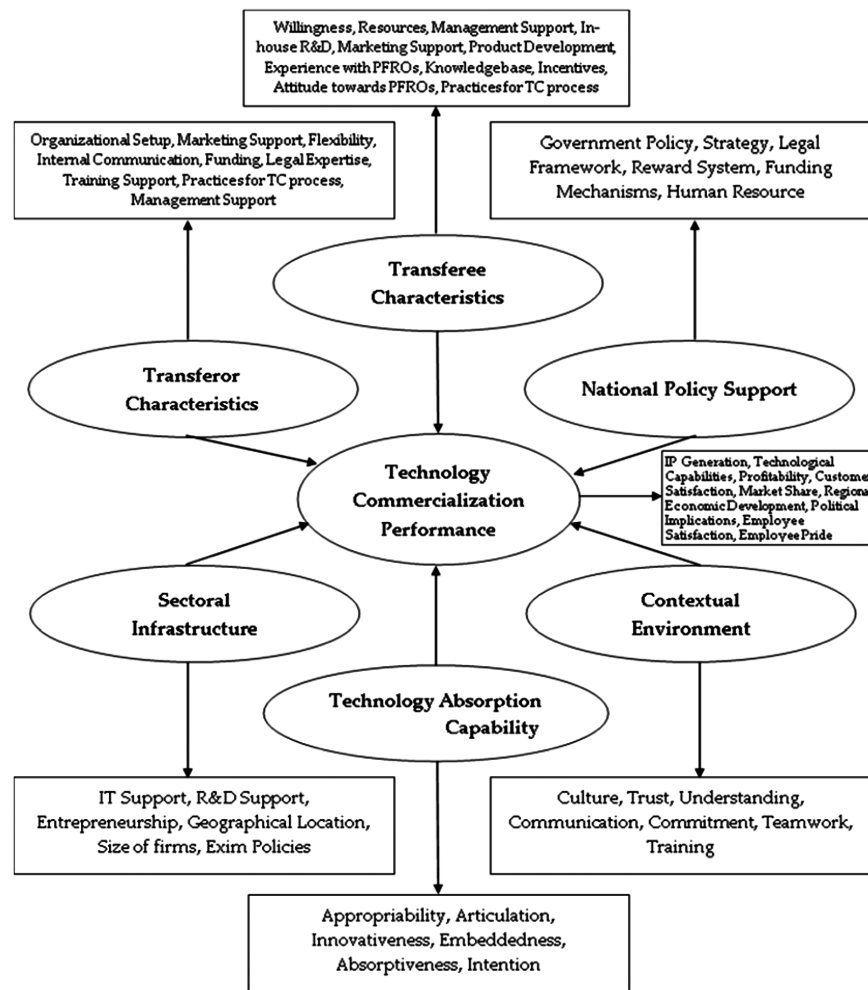 Willingness, Resources, Management Support, In-
house R&D, Marketing Support, Product Development,
Experience with PFROs, Knowledgebase, Incentives,
Attitude towards PFROs, Practices for TC process
Organizational Setup, Marketing Support, Flexibility,
Internal Communication, Funding, Legal Expertise,
Training Support, Practices for TC process,
Management Support
Government Policy, Strategy, Legal
Framework, Reward System, Funding
Mechanisms, Human Resource
Transferee
Characteristics
Transferor
Characteristics
National Policy Support
Technology
Commercialization
Performance
IP Generation, Technological
Capabilities, Profitability, Customer
Satisfaction, Market Share, Regional
Economic Development, Political
Implications, Employee
Satisfaction, Employee Pride
Sectoral
Infrastructure
Contextual
Environment
Technology Absorption
Capability
IT Support, R&D Support,
Entrepreneurship, Geographical Location,
Size of firms, Exim Policies
Culture, Trust, Understanding,
Communication, Commitment, Teamwork,
Training
Appropriability, Articulation,
Innovativeness, Embeddedness,
Absorptiveness, Intention